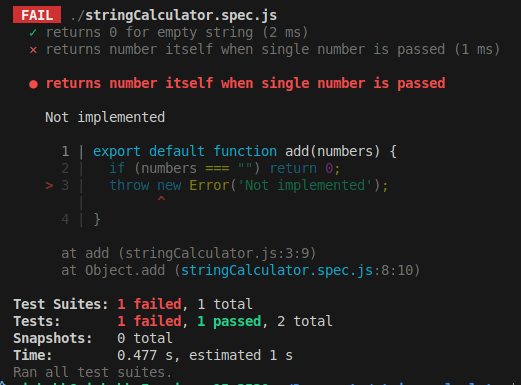 FAIL ./stringCalculator.spec.js
✓ returns 0 for empty string (2 ms)
✕ returns number itself when single number is passed (1 ms)
● returns number itself when single number is passed
Not implemented
1 | export default function add(numbers) {
2 |   if (numbers === "") return 0;
> 3 |   throw new Error('Not implemented');
|         ^
4 | }
at add (stringCalculator.js:3:9)
at Object.add (stringCalculator.spec.js:8:10)
Test Suites: 1 failed, 1 total
Tests:       1 failed, 1 passed, 2 total
Snapshots:   0 total
Time:        0.477 s, estimated 1 s
Ran all test suites.